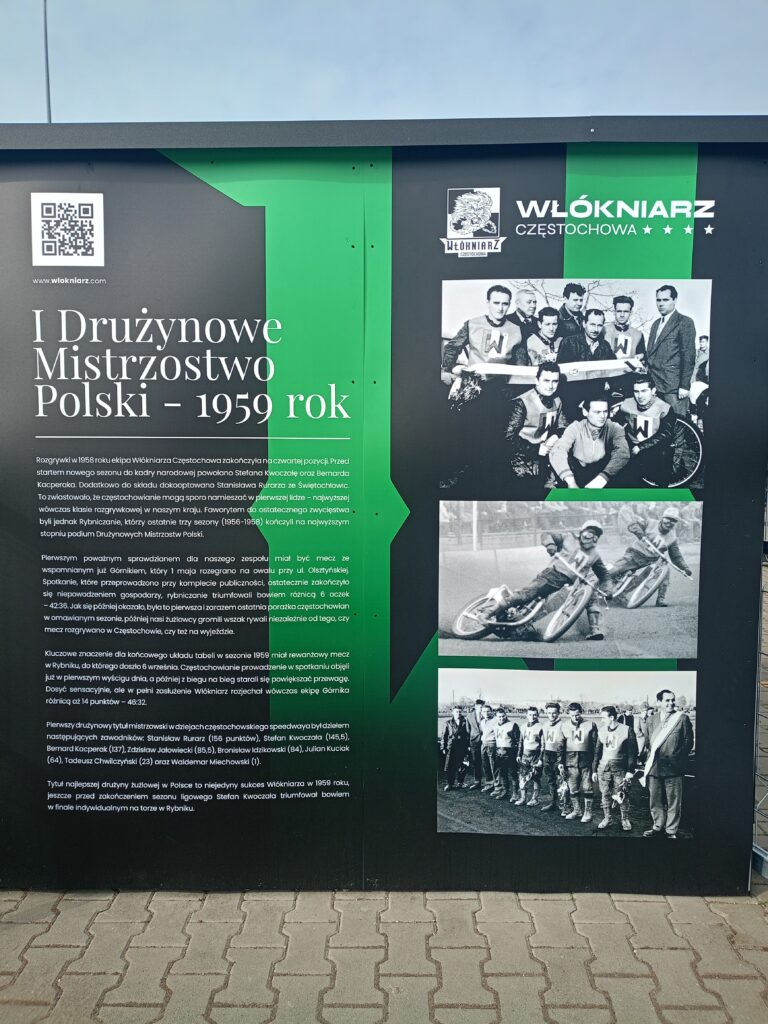 www.wlokniarz.com
I Drużynowe
Mistrzostwo
Polski - 1959 rok
Rozgrywki w 1958 roku ekipa Włókniarza Częstochowa zakończyła na czwartej pozycji. Przed
startem nowego sezonu do kadry narodowej powołano Stefana Kwoczałę oraz Bernarda
Kacperaka. Dodatkowo do składu dokooptowano Stanisława Rurarza ze Świętochłowic.
To zwiastowało, że częstochowianie mogą sporo namieszać w pierwszej lidze - najwyższej
wówczas klasie rozgrywkowej w naszym kraju. Faworytem do ostatecznego zwycięstwa
byli jednak Rybniczanie, którzy ostatnie trzy sezony (1956-1958) kończyli na najwyższym
stopniu podium Drużynowych Mistrzostw Polski.
Pierwszym poważnym sprawdzianem dla naszego zespołu miał być mecz ze
wspomnianym już Górnikiem, który 1 maja rozegrano na owalu przy ul. Olsztyńskiej.
Spotkanie, które przeprowadzono przy komplecie publiczności, ostatecznie zakończyło
się niepowodzeniem gospodarzy, rybniczanie triumfowali bowiem różnicą 6 oczek
– 42:36. Jak się później okazało, była to pierwsza i zarazem ostatnia porażka częstochowian
w omawianym sezonie, później nasi żużlowcy gromili wszak rywali niezależnie od tego, czy
mecz rozgrywano w Częstochowie, czy też na wyjeździe.
Kluczowe znaczenie dla końcowego układu tabeli w sezonie 1959 miał rewanżowy mecz
w Rybniku, do którego doszło 6 września. Częstochowianie prowadzenie w spotkaniu objęli
już w pierwszym wyścigu dnia, a później z biegu na bieg starali się powiększać przewagę.
Dosyć sensacyjnie, ale w pełni zasłużenie Włókniarz rozjechał wówczas ekipę Górnika
różnicą aż 14 punktów – 46:32.
Pierwszy drużynowy tytuł mistrzowski w dziejach częstochowskiego speedwaya był dziełem
następujących zawodników: Stanisław Rurarz (156 punktów), Stefan Kwoczała (145,5),
Bernard Kacperak (137), Zdzisław Jałowiecki (85,5), Bronisław Idzikowski (84), Julian Kuciak
(64), Tadeusz Chwilczyński (23) oraz Waldemar Miechowski (1).
Tytuł najlepszej drużyny żużlowej w Polsce to niejedyny sukces Włókniarza w 1959 roku,
jeszcze przed zakończeniem sezonu ligowego Stefan Kwoczała triumfował bowiem
w finale indywidualnym na torze w Rybniku.
WŁÓKNIARZ
CZĘSTOCHOWA
WŁÓKNIARZ
CZĘSTOCHOWA
W
W
W
W